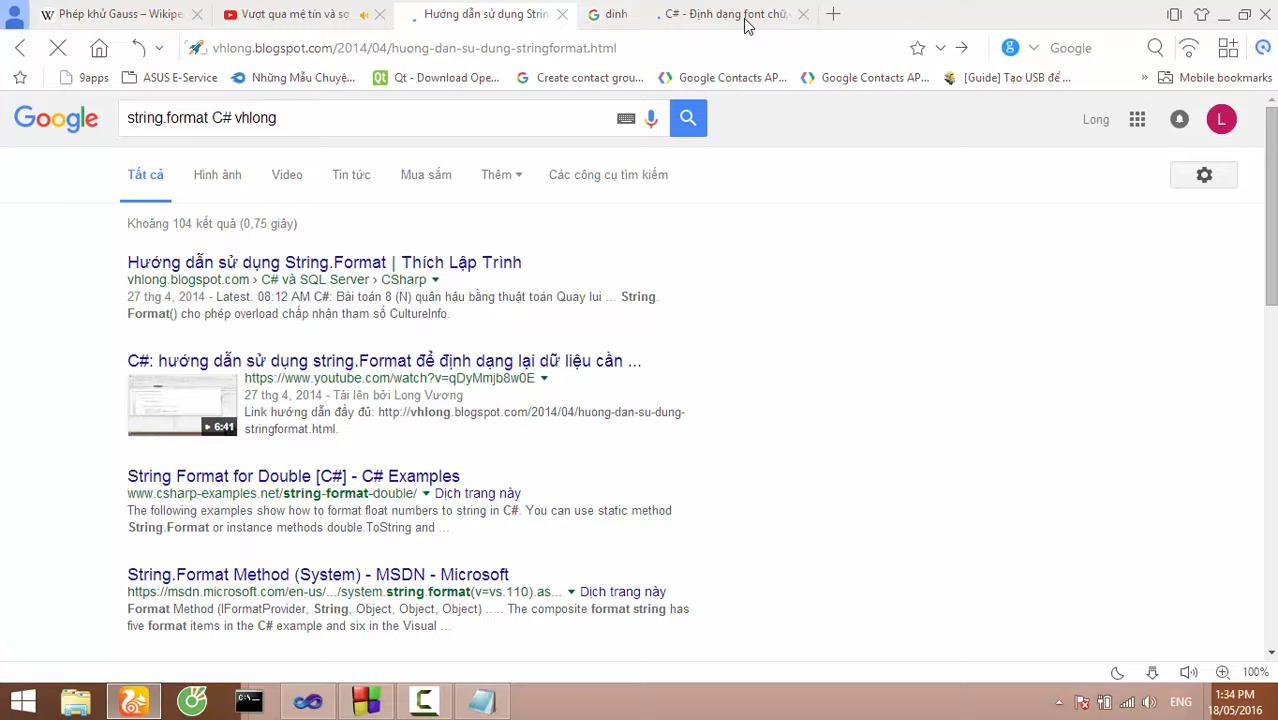 Phép khử Gauss – Wikipe
Vượt qua mê tín và sơ
Hướng dẫn sử dụng Strin
dinh
C# - Định dạng font chữ,
vhlong.blogspot.com/2014/04/huong-dan-su-dung-stringformat.html
Google
9apps
ASUS E-Service
Những Mẫu Chuyệ...
Qt - Download Ope...
Create contact grou...
Google Contacts AP...
Google Contacts AP...
[Guide] Tạo USB để ...
»
Mobile bookmarks
Google
string.format C# vhlong
Long
L
Tất cả
Hình ảnh
Video
Tin tức
Mua sắm
Thêm
Các công cụ tìm kiếm
Khoảng 104 kết quả (0,75 giây)
Hướng dẫn sử dụng String.Format | Thích Lập Trình
vhlong.blogspot.com › C# và SQL Server › CSharp
27 thg 4, 2014 - Latest. 08:12 AM C#: Bài toán 8 (N) quân hậu bằng thuật toán Quay lui ... String.
Format() cho phép overload chấp nhận tham số CultureInfo.
C#: hướng dẫn sử dụng string.Format để định dạng lại dữ liệu cần ...
https://www.youtube.com/watch?v=qDyMmjb8w0E
27 thg 4, 2014 - Tải lên bởi Long Vương
Link hướng dẫn đầy đủ: http://vhlong.blogspot.com/2014/04/huong-dan-su-dung-
stringformat.html.
6:41
String Format for Double [C#] - C# Examples
www.csharp-examples.net/string-format-double/ Dịch trang này
The following examples show how to format float numbers to string in C#. You can use static method
String.Format or instance methods double.ToString and ...
String.Format Method (System) - MSDN - Microsoft
https://msdn.microsoft.com/en-us/.../system.string.format(v=vs.110).as... Dịch trang này
Format Method (IFormatProvider, String, Object, Object, Object) ..... The composite format string has
five format items in the C# example and six in the Visual ...
100%
ENG
1:34 PM
18/05/2016